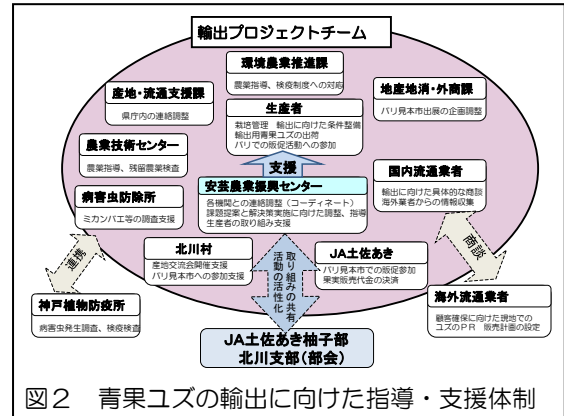 輸出プロジェクトチーム
環境農業推進課
農業指導、検疫制度への対応
産地・流通支援課
県庁内の連絡調整
地産地消・外商課
パリ見本市出展の企画調整
生産者
栽培管理 輸出に向けた条件整備
輸出用青果ユズの出荷
パリでの販促活動への参加
農業技術センター
農業指導、残留農薬検査
支援
国内流通業者
輸出に向けた具体的な商談
海外業者からの情報収集
病害虫防除所
ミカンバエ等の調査支援
安芸農業振興センター
各機関との連絡調整(コーディネート)
課題提案と解決策実施に向けた調整、指導
生産者の取り組み支援
北川村
産地交流会開催支援
パリ見本市への参加支援
取り組みの共有
活動の活性化
JA土佐あき
パリ見本市での販促参加
果実販売代金の決済
連携
商談
神戸植物防疫所
病害虫発生調査、検疫検査
海外流通業者
顧客確保に向けた現地での
ユズのPR 販売計画の設定
JA土佐あき柚子部
北川支部(部会)
図2 青果ユズの輸出に向けた指導・支援体制